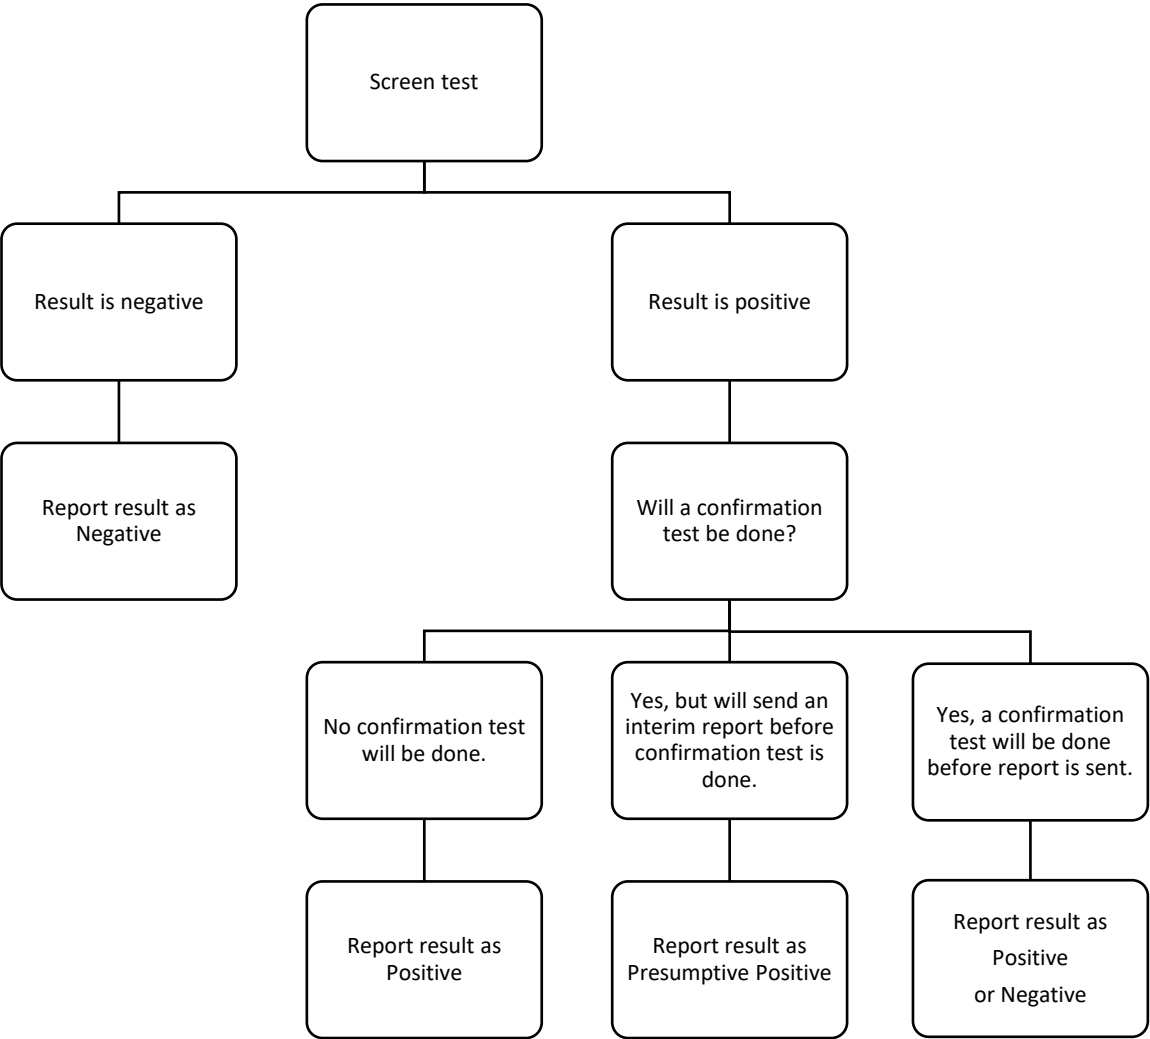 Screen test
Result is negative
Result is positive
Report result as
Negative
Will a confirmation
test be done?
No confirmation test
will be done.
Yes, but will send an
interim report before
confirmation test is
done.
Yes, a confirmation
test will be done
before report is sent.
Report result as
Positive
Report result as
Presumptive Positive
Report result as
Positive
or Negative